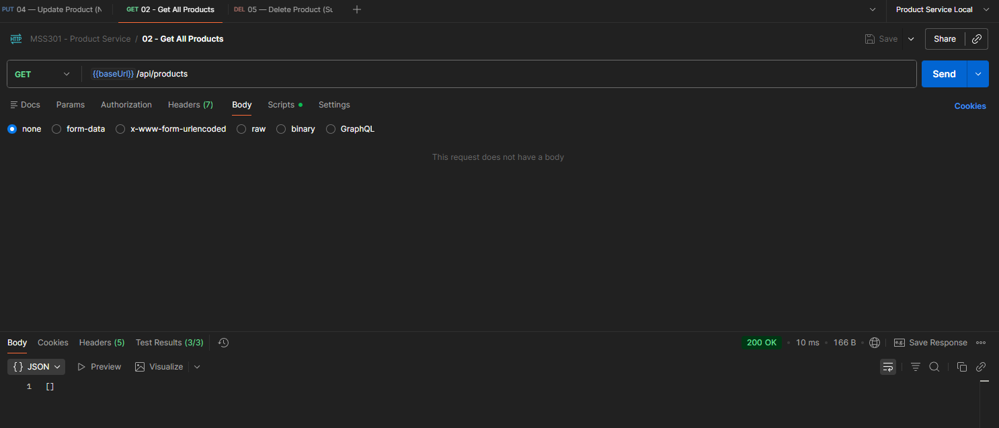 PUT 04 — Update Product (N
GET 02 - Get All Products
DEL 05 — Delete Product (Su
Product Service Local
HTTP MSS301 - Product Service / 02 - Get All Products
Save
Share
GET {{baseUrl}} /api/products
Send
Docs Params Authorization Headers (7) Body Scripts Settings
Cookies
none form-data x-www-form-urlencoded raw binary GraphQL
This request does not have a body
Body Cookies Headers (5) Test Results (3/3)
200 OK • 10 ms • 166 B • e.g. Save Response
{} JSON Preview Visualize
1 []